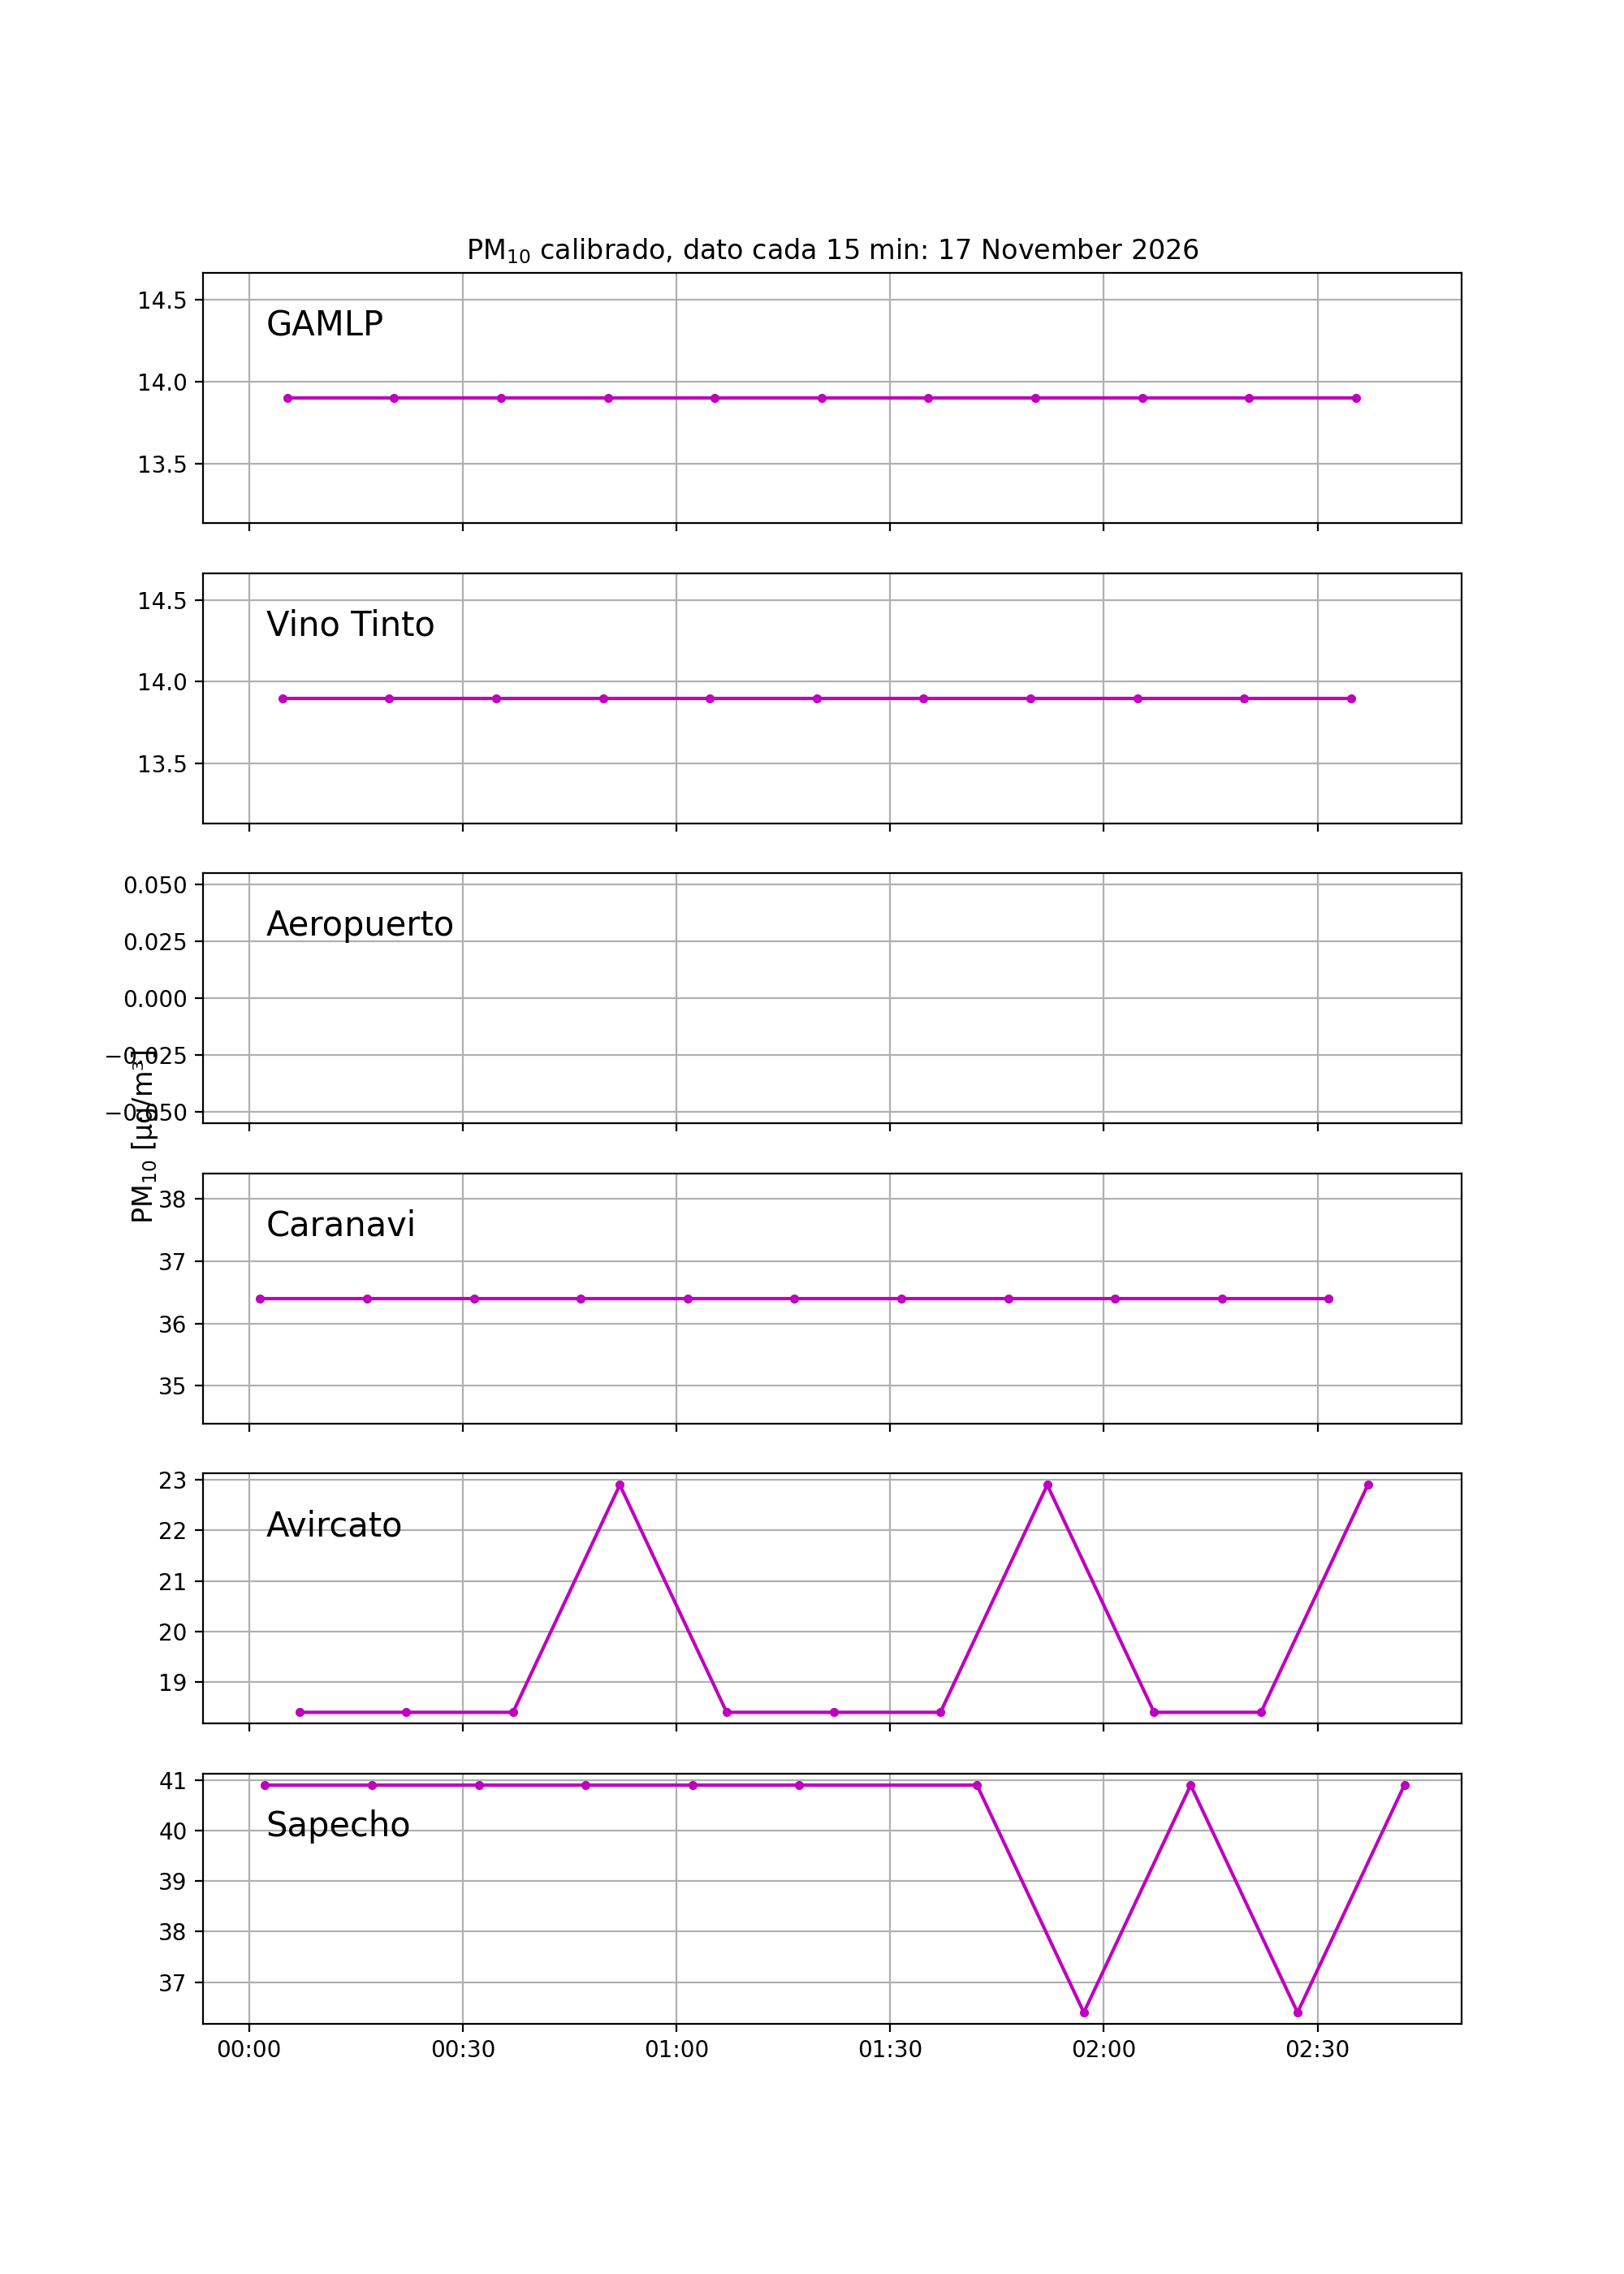 PM₁₀ calibrado, dato cada 15 min: 17 November 2026
14.5
GAMLP
14.0
13.5
14.5
Vino Tinto
14.0
13.5
0.050
Aeropuerto
0.025
0.000
−0.025
−0.050
PM₁₀ [µg/m³]
38
Caranavi
37
36
35
23
Avircato
22
21
20
19
41
Sapecho
40
39
38
37
00:00 00:30 01:00 01:30 02:00 02:30